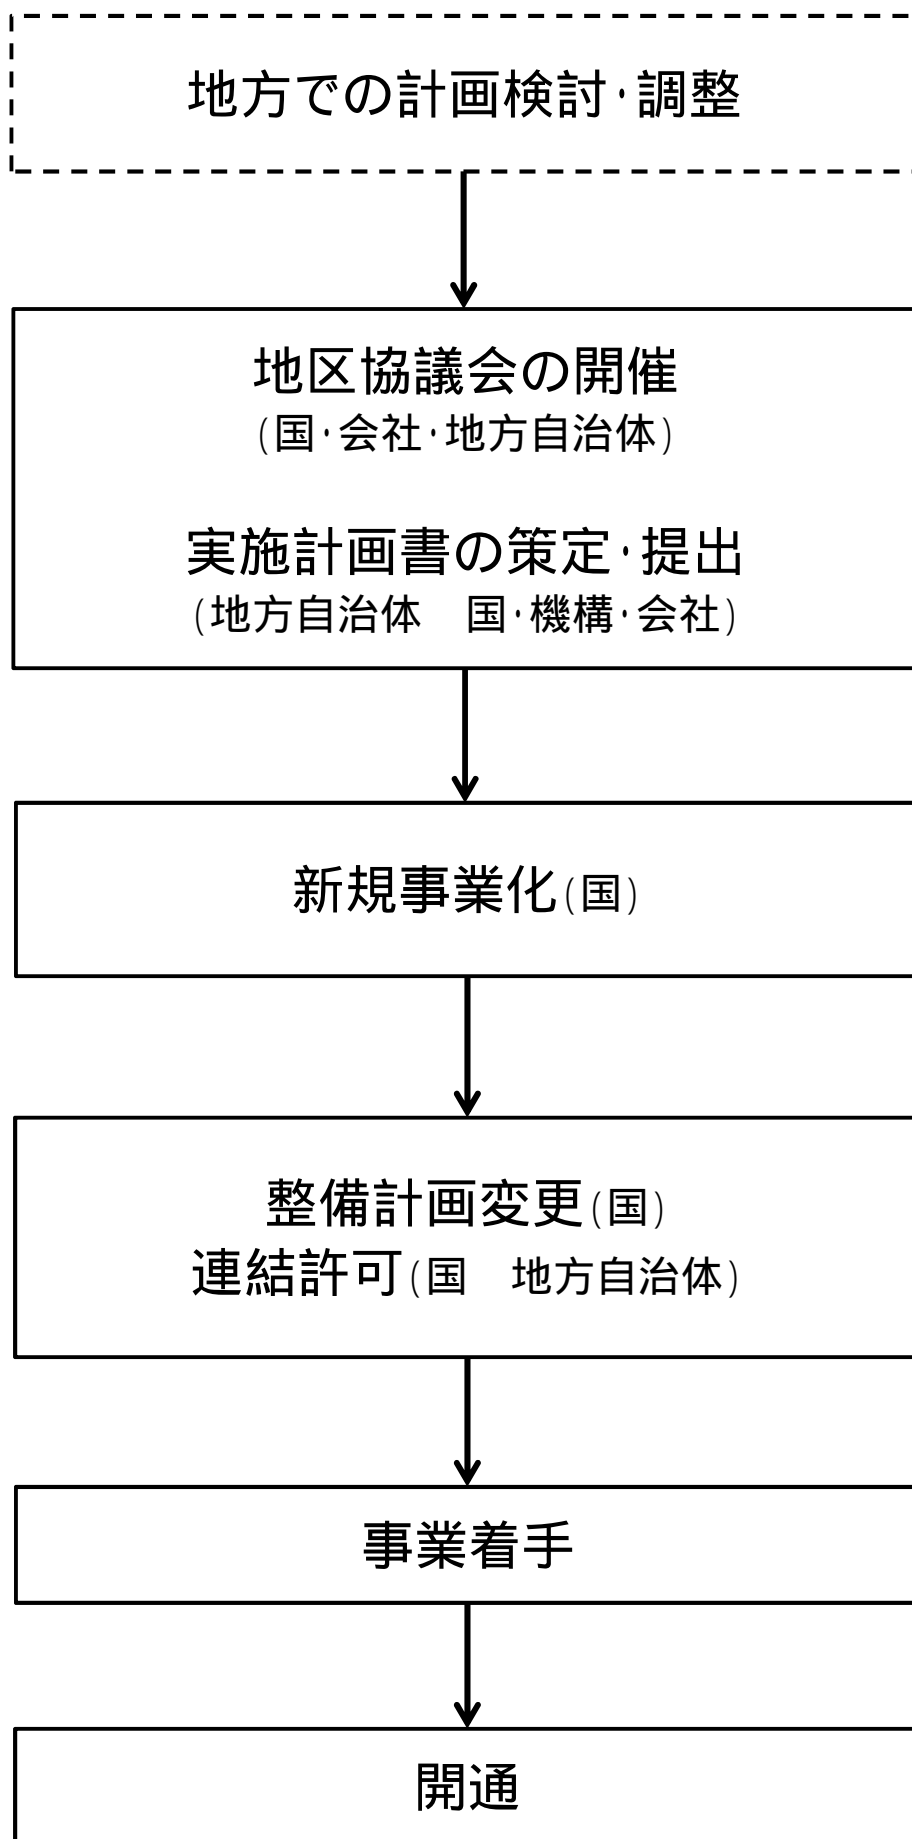 地方での計画検討・調整
地区協議会の開催
(国・会社・地方自治体)
実施計画書の策定・提出
(地方自治体　国・機構・会社)
新規事業化(国)
整備計画変更(国)
連結許可(国　地方自治体)
事業着手
開通